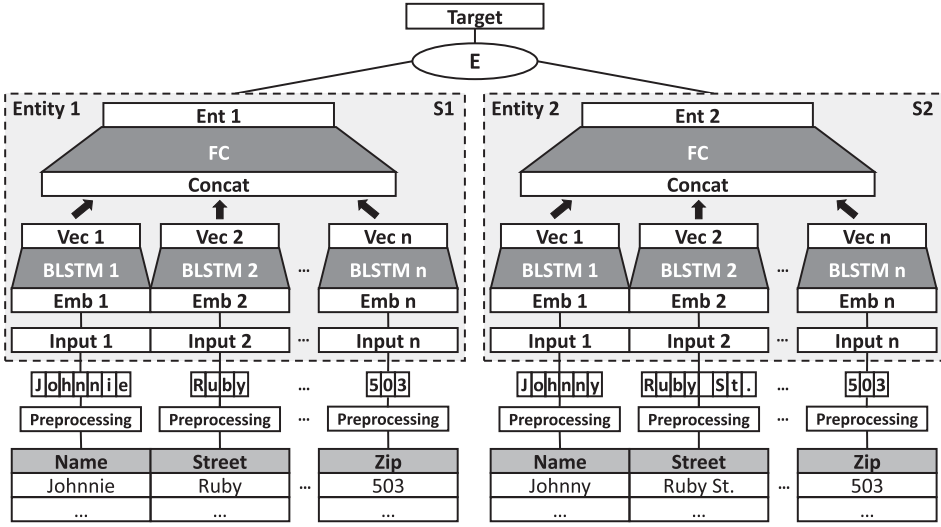 Target
E
Entity 1 S1 Entity 2 S2
Ent 1 Ent 2
FC FC
Concat Concat
Vec 1 Vec 2 Vec n Vec 1 Vec 2 Vec n
BLSTM 1 BLSTM 2 ... BLSTM n BLSTM 1 BLSTM 2 ... BLSTM n
Emb 1 Emb 2 Emb n Emb 1 Emb 2 Emb n
Input 1 Input 2 ... Input n Input 1 Input 2 ... Input n
Johnnie Ruby ... 503 Johnny Ruby St. ... 503
Preprocessing Preprocessing ... Preprocessing Preprocessing Preprocessing ... Preprocessing
Name Street Zip Name Street Zip
Johnnie Ruby ... 503 Johnny Ruby St. ... 503
... ... ... ... ... ...